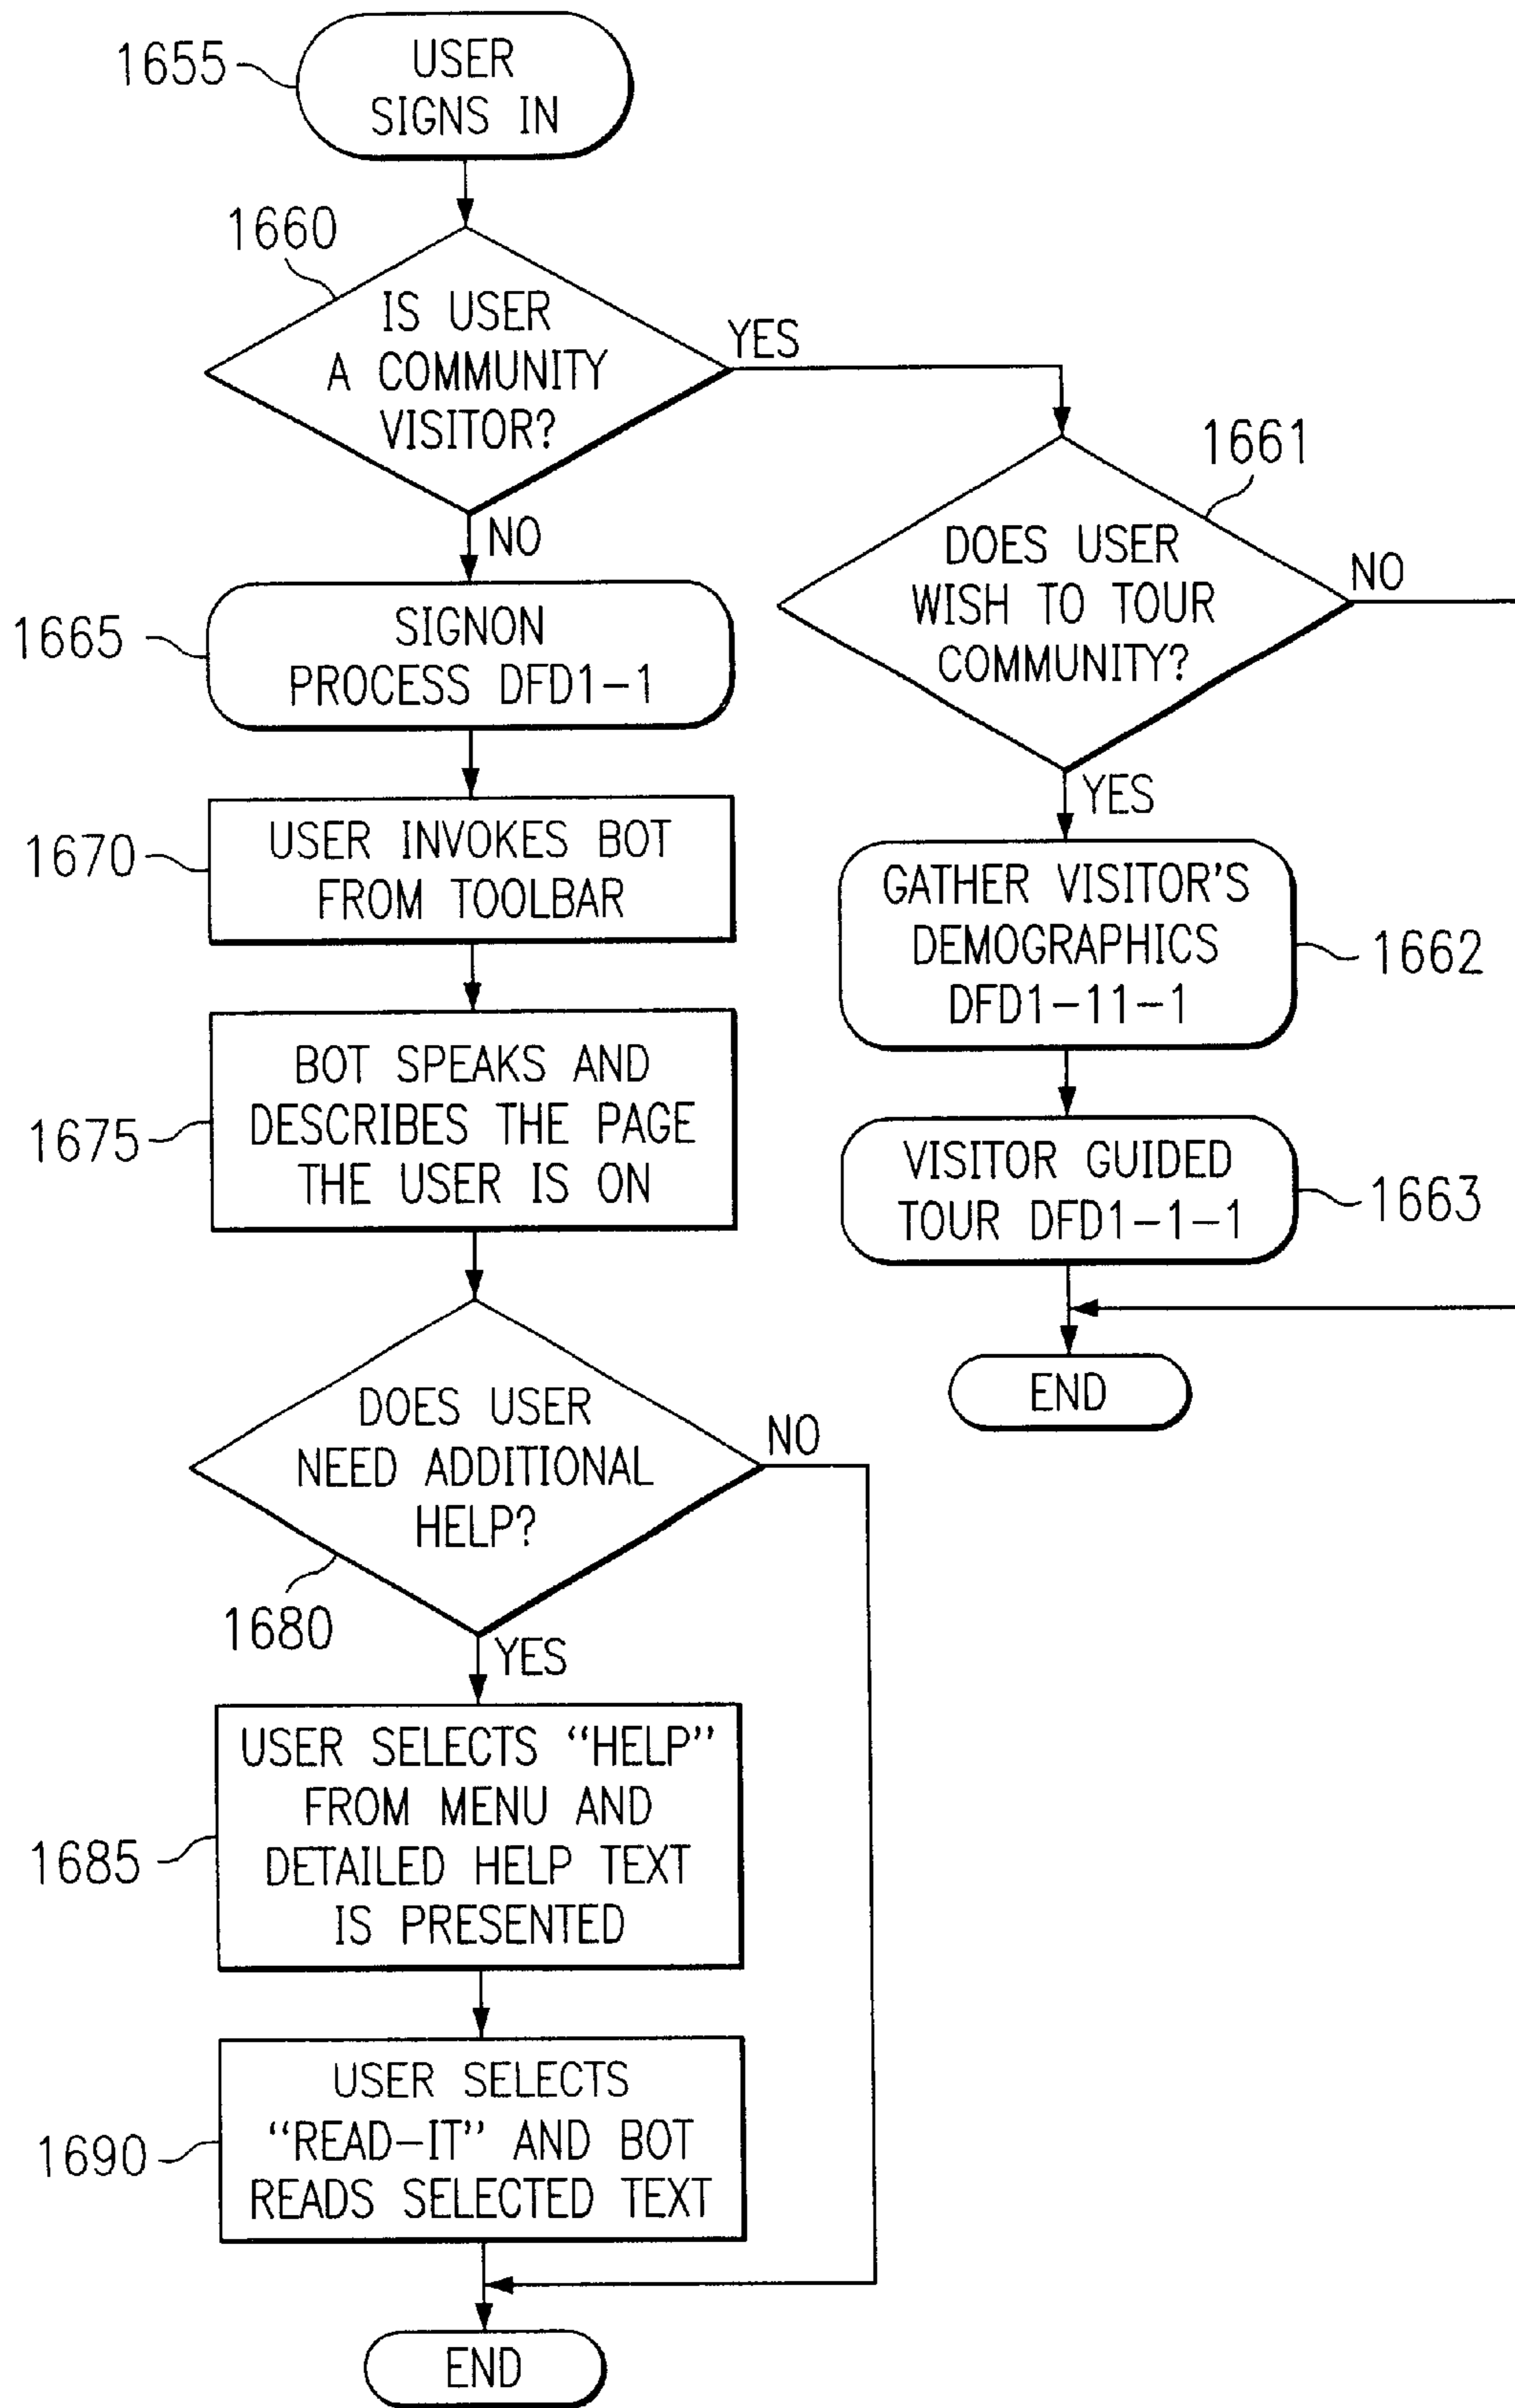 1655
USER
SIGNS IN
1660
IS USER
A COMMUNITY
VISITOR?
YES
NO
1661
DOES USER
WISH TO TOUR
COMMUNITY?
NO
YES
1665
SIGNON
PROCESS DFD1-1
1670
USER INVOKES BOT
FROM TOOLBAR
GATHER VISITOR'S
DEMOGRAPHICS
DFD1-11-1
1662
1675
BOT SPEAKS AND
DESCRIBES THE PAGE
THE USER IS ON
VISITOR GUIDED
TOUR DFD1-1-1
1663
END
DOES USER
NEED ADDITIONAL
HELP?
NO
1680
YES
1685
USER SELECTS “HELP”
FROM MENU AND
DETAILED HELP TEXT
IS PRESENTED
1690
USER SELECTS
“READ-IT” AND BOT
READS SELECTED TEXT
END